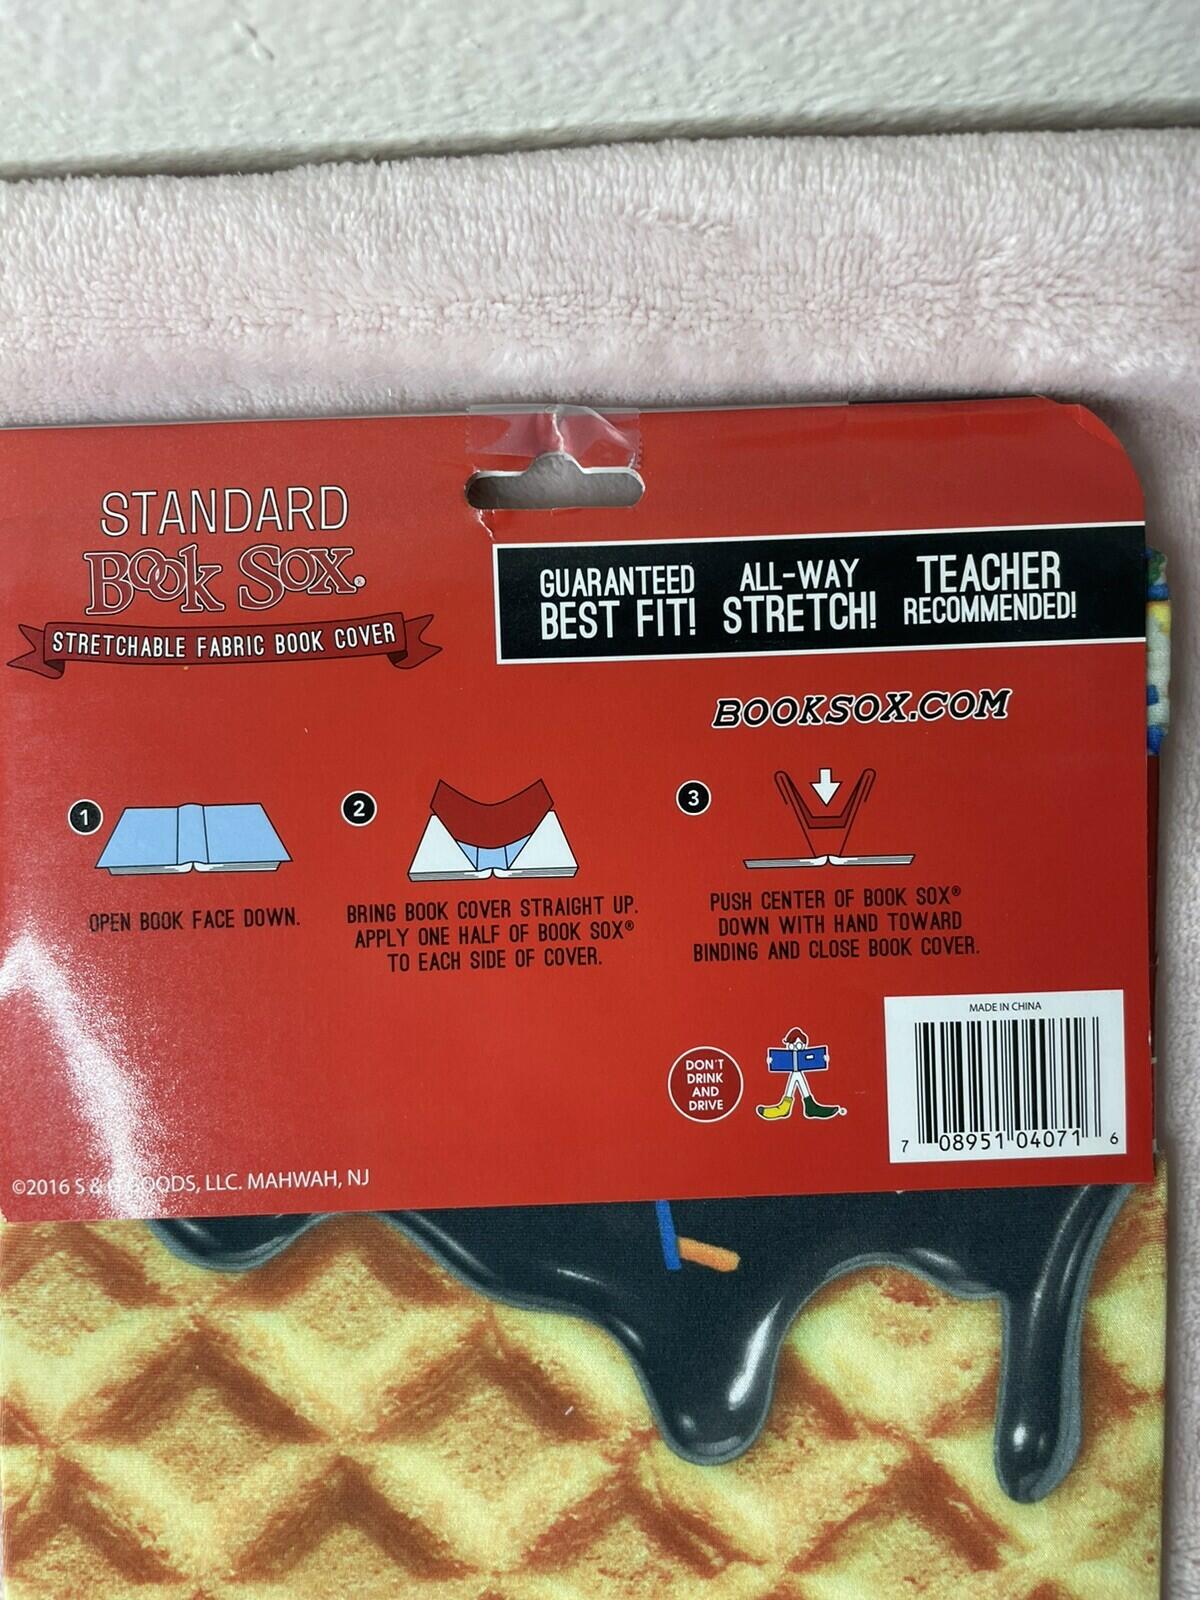 STANDARD
Book Sox®
STRETCHABLE FABRIC BOOK COVER
GUARANTEED
BEST FIT!
ALL-WAY
STRETCH!
TEACHER
RECOMMENDED!
BOOKSOX.COM
1
OPEN BOOK FACE DOWN.
2
BRING BOOK COVER STRAIGHT UP.
APPLY ONE HALF OF BOOK SOX®
TO EACH SIDE OF COVER.
3
PUSH CENTER OF BOOK SOX®
DOWN WITH HAND TOWARD
BINDING AND CLOSE BOOK COVER.
DON'T
DRINK
AND
DRIVE
MADE IN CHINA
7 08951 04071 6
©2016 S & GOODS, LLC. MAHWAH, NJ